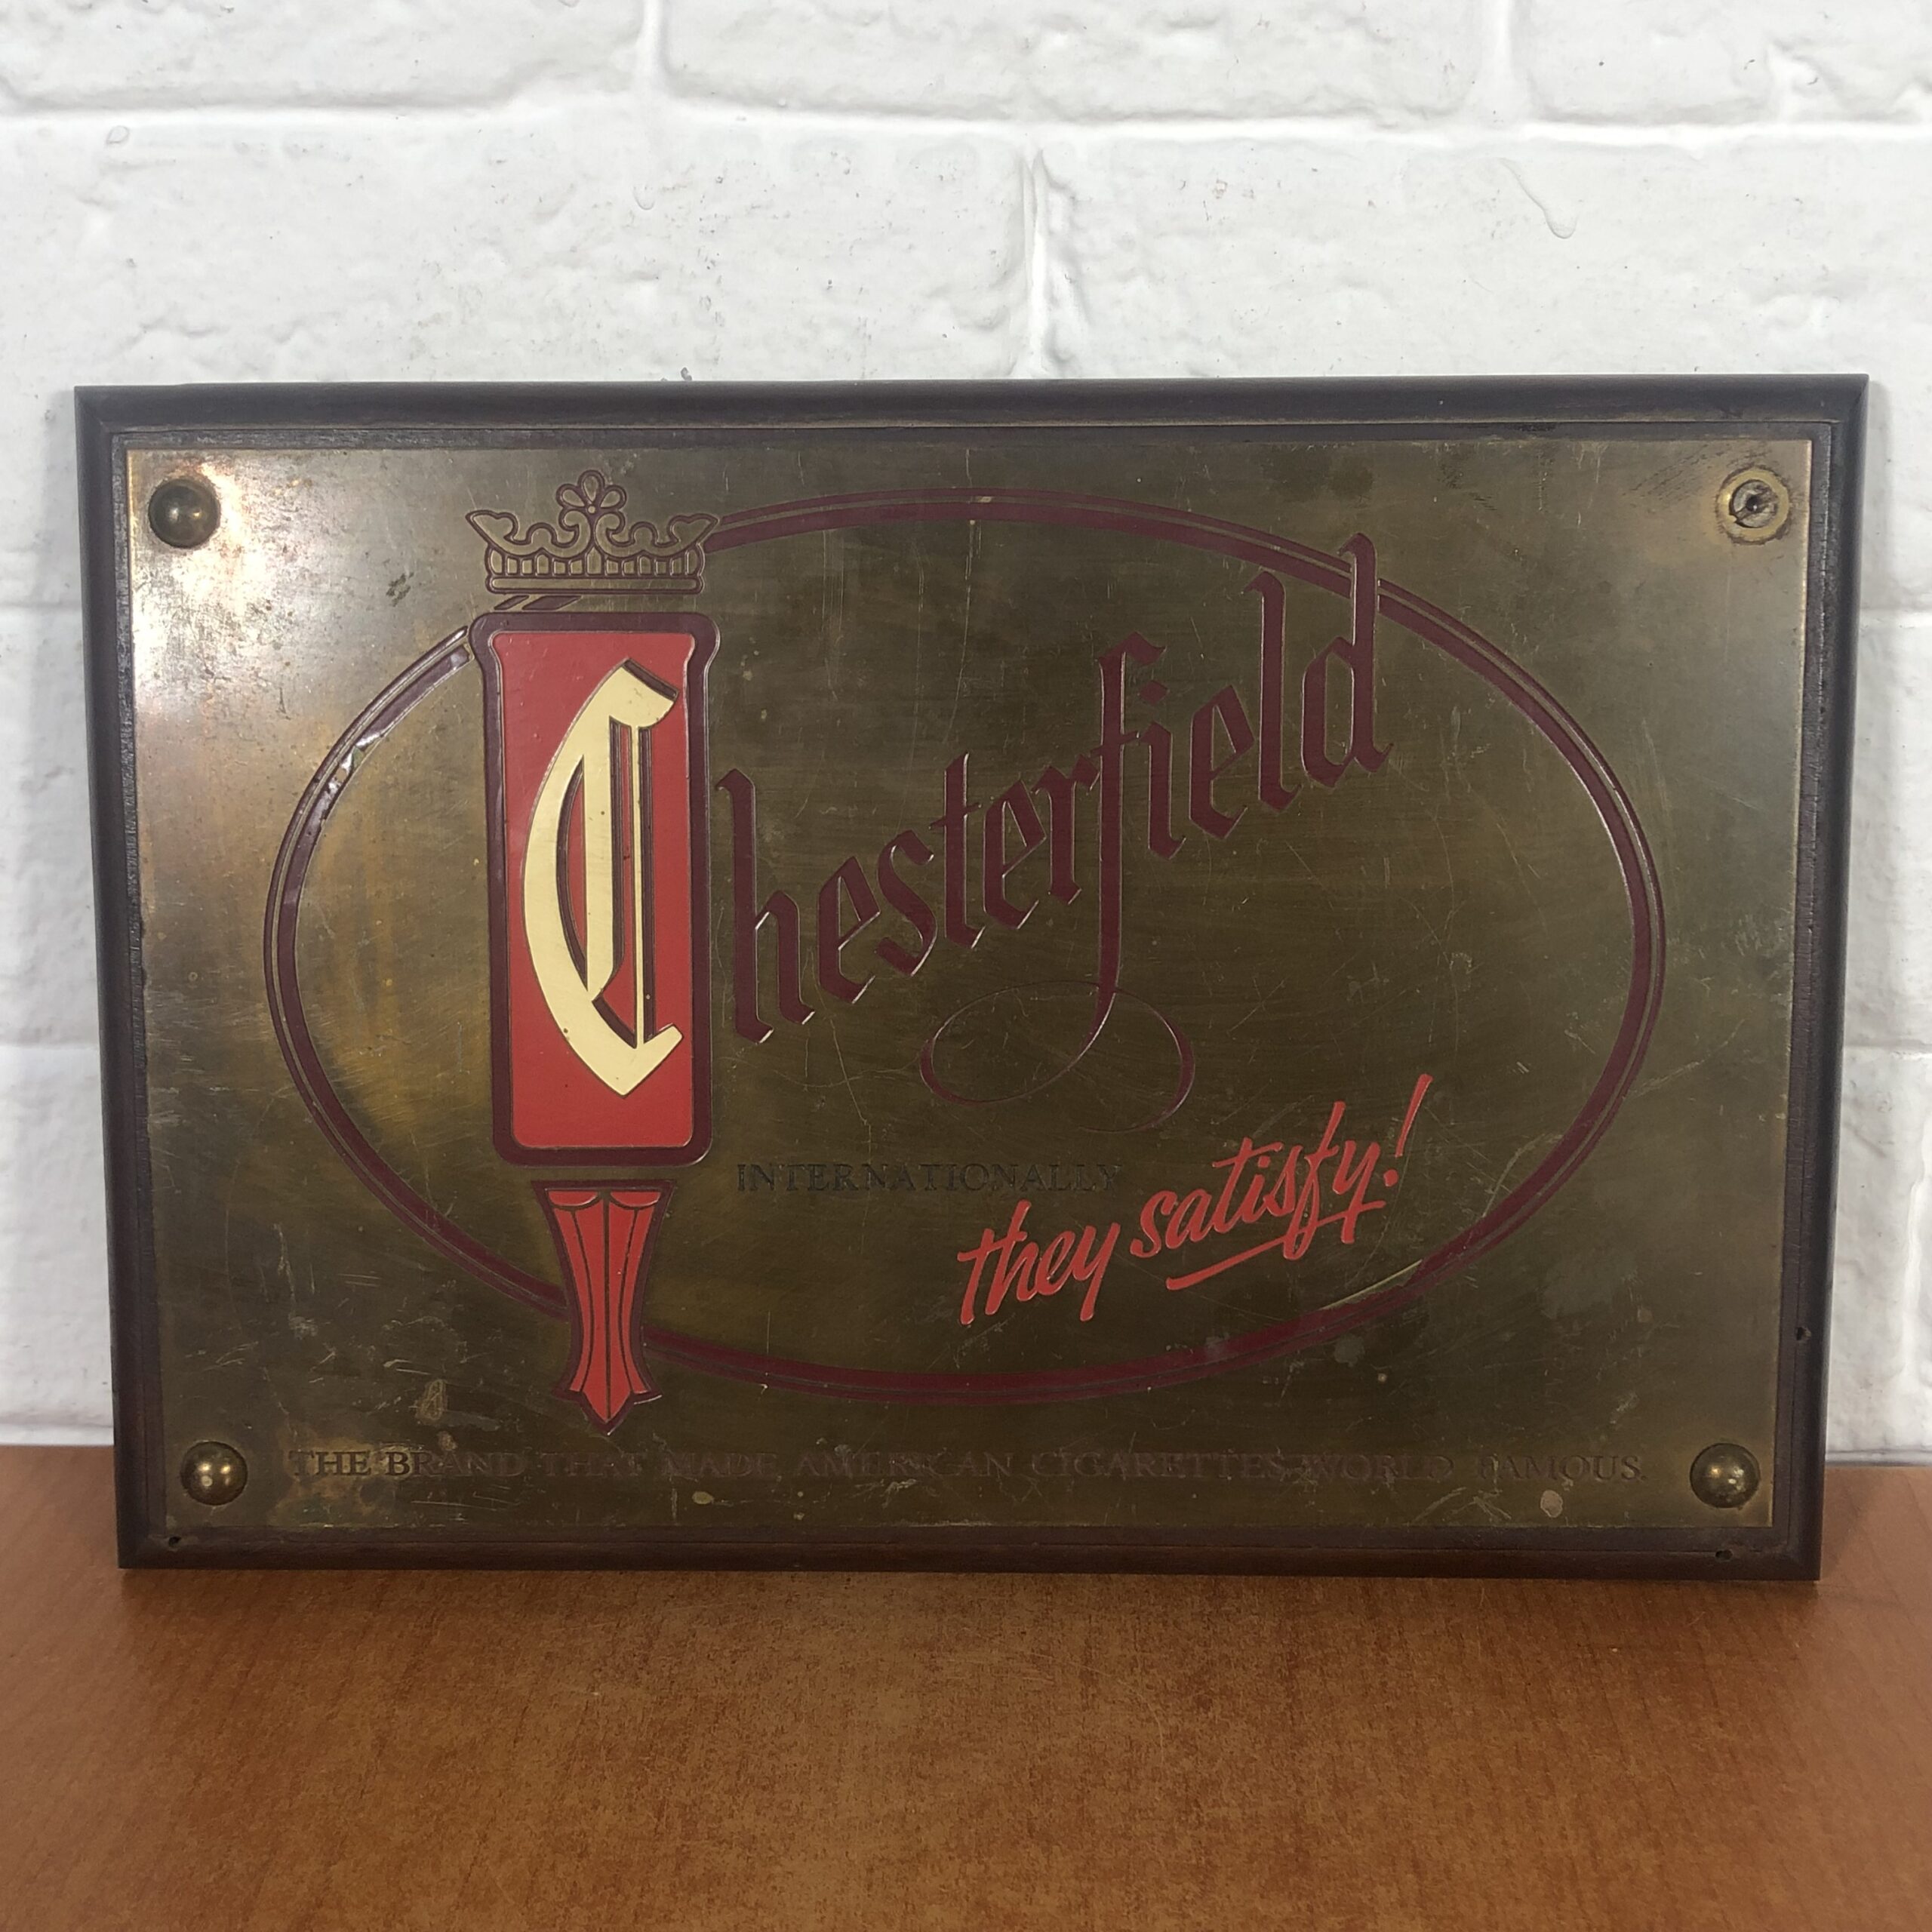 Chesterfield
INTERNATIONALLY
they satisfy!
THE BRAND THAT MADE AMERICAN CIGARETTES WORLD FAMOUS.